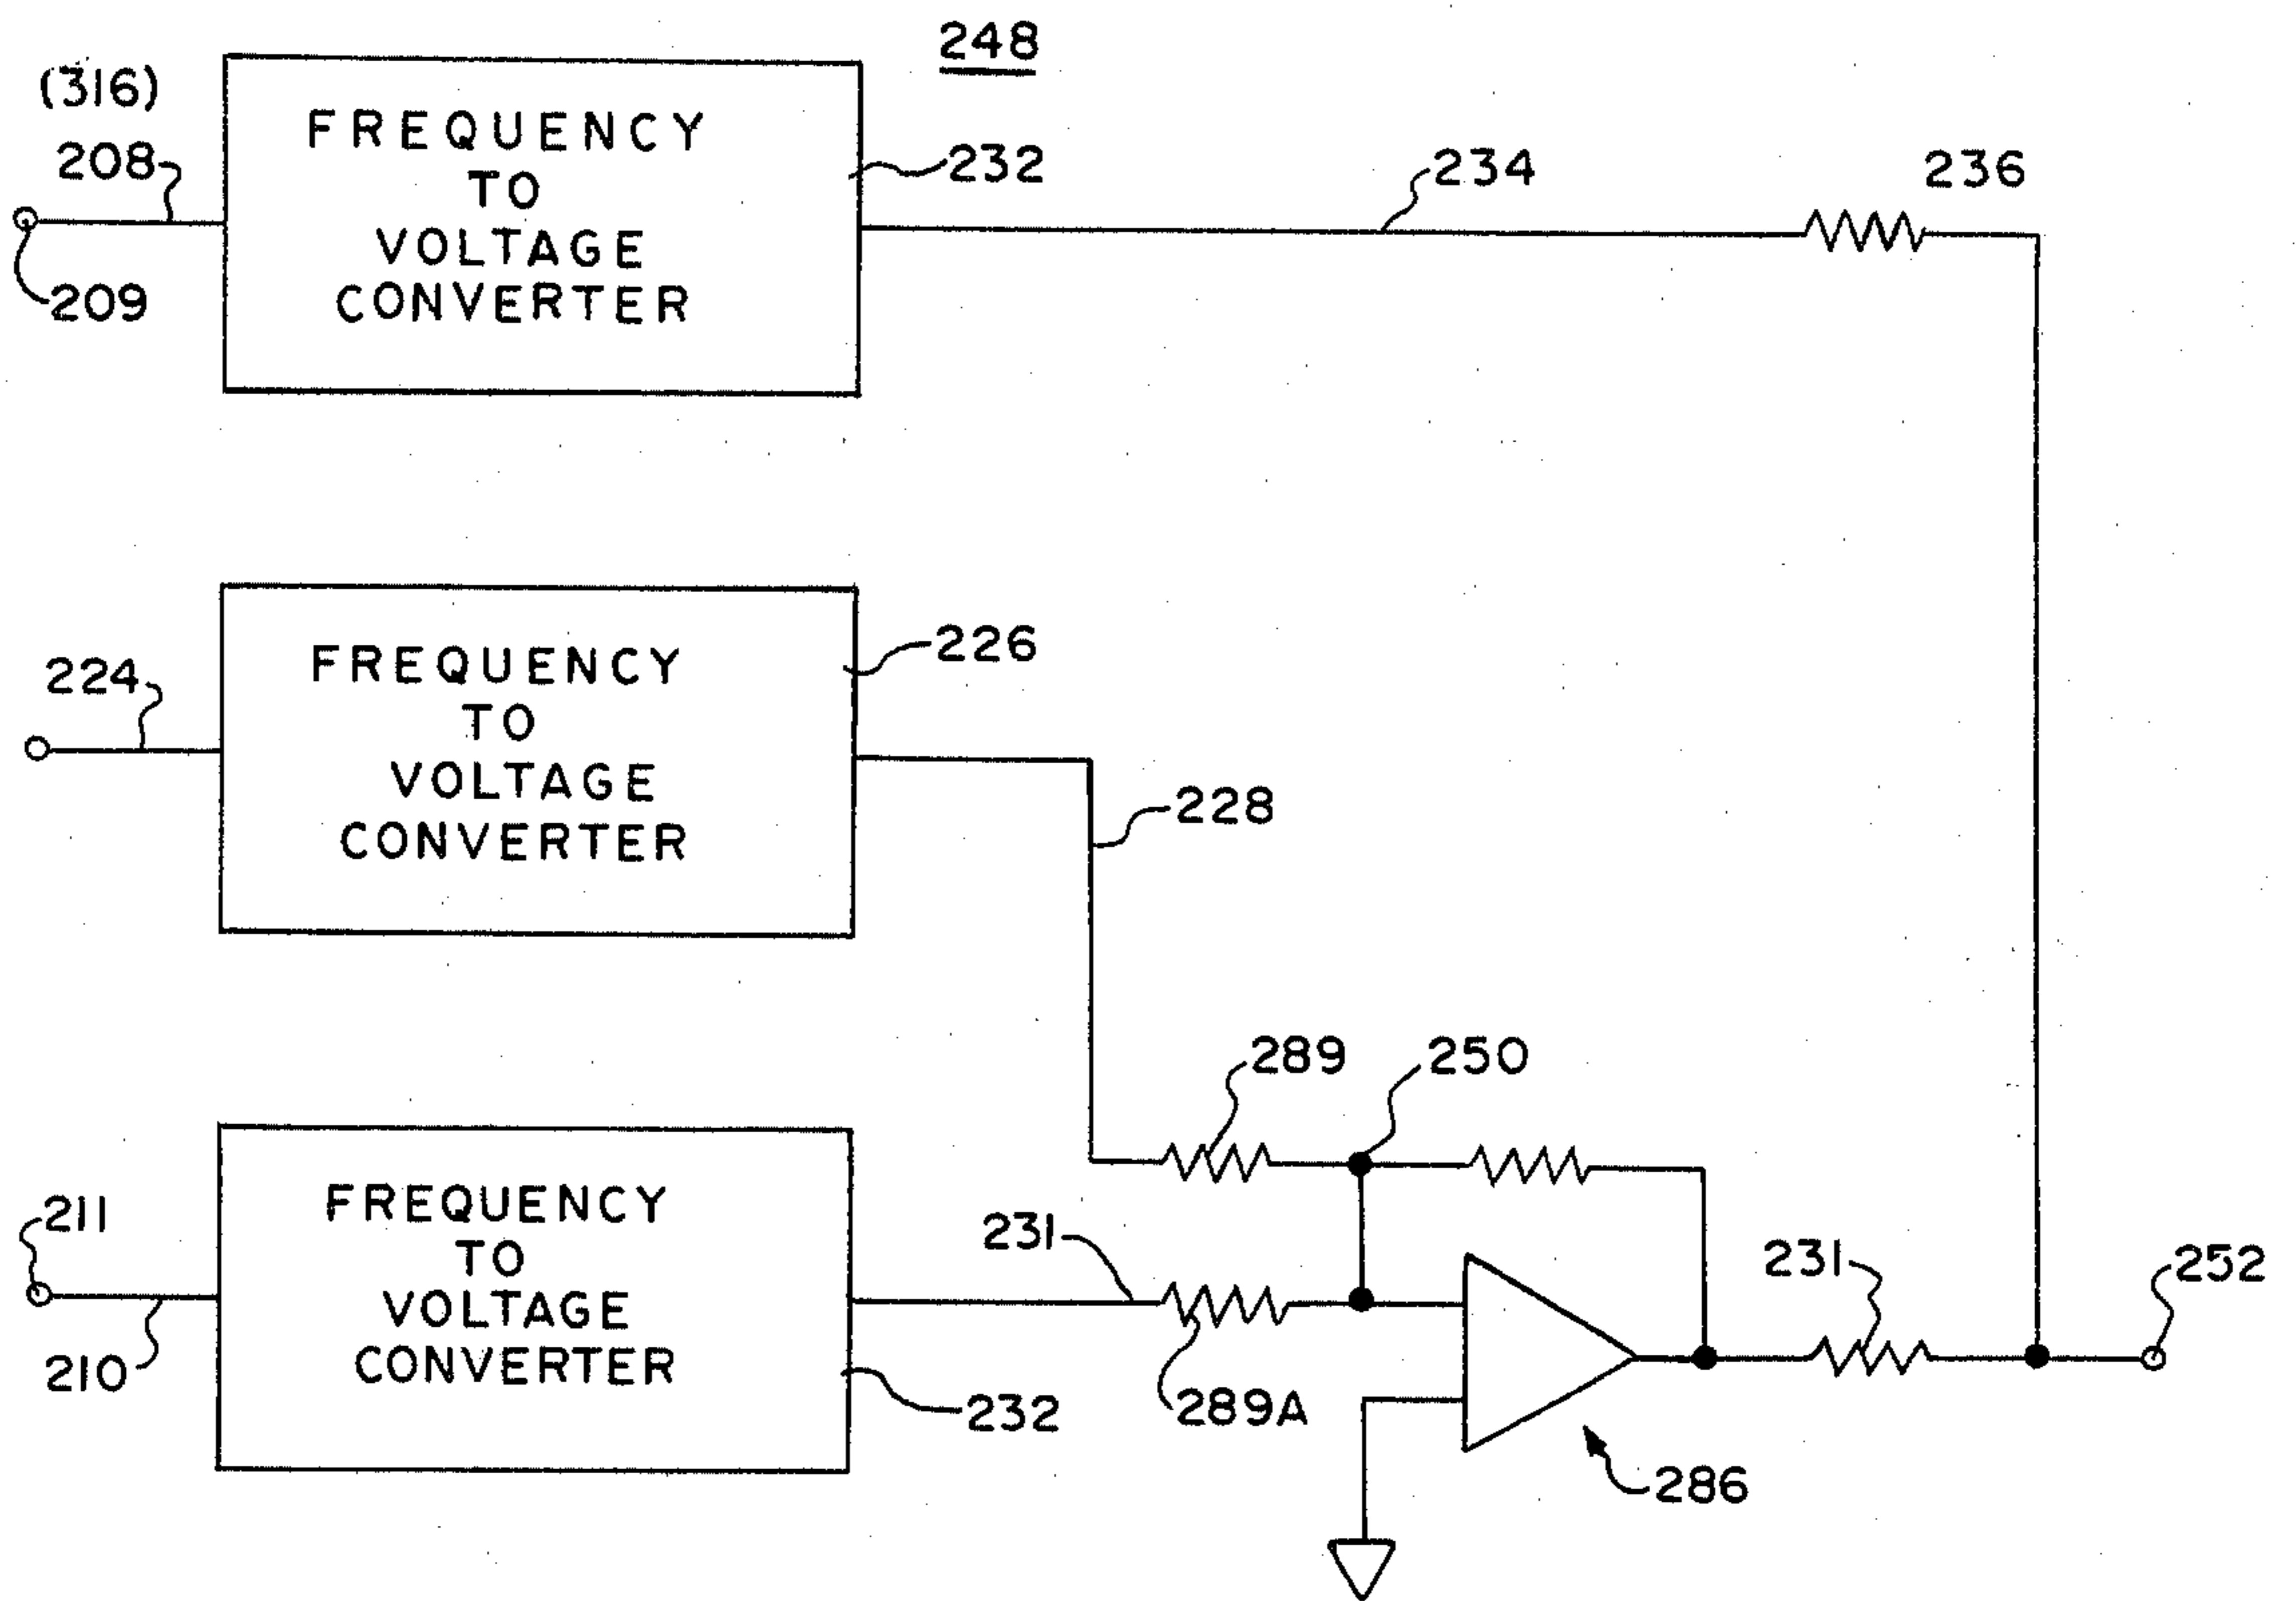 248
(316)
208
209
FREQUENCY
TO
VOLTAGE
CONVERTER
232
234
236
224
FREQUENCY
TO
VOLTAGE
CONVERTER
226
228
289
250
211
210
FREQUENCY
TO
VOLTAGE
CONVERTER
232
231
289A
286
231
252